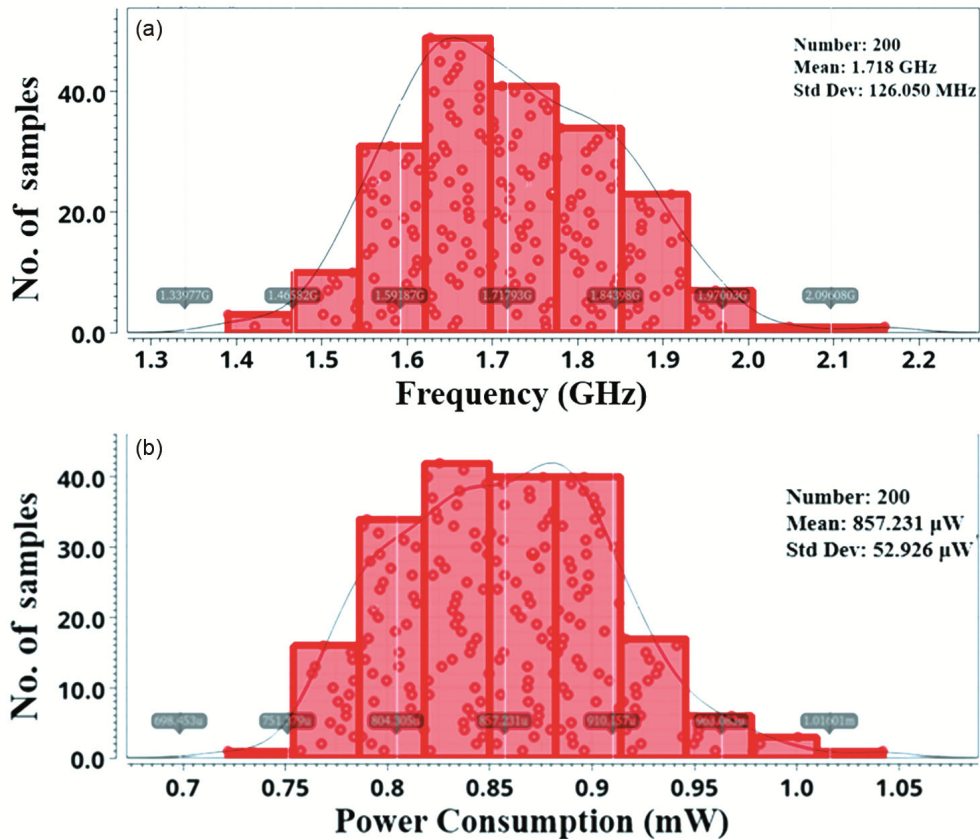 (a)
Number: 200
Mean: 1.718 GHz
Std Dev: 126.050 MHz
No. of samples
40.0
20.0
0.0
1.33977G
1.46582G
1.59187G
1.71793G
1.84398G
1.97003G
2.09608G
1.3 1.4 1.5 1.6 1.7 1.8 1.9 2.0 2.1 2.2
Frequency (GHz)
(b)
Number: 200
Mean: 857.231 μW
Std Dev: 52.926 μW
No. of samples
40.0
30.0
20.0
10.0
0.0
698.453u
804.305u
857.231u
910.157u
1.01601m
0.7 0.75 0.8 0.85 0.9 0.95 1.0 1.05
Power Consumption (mW)